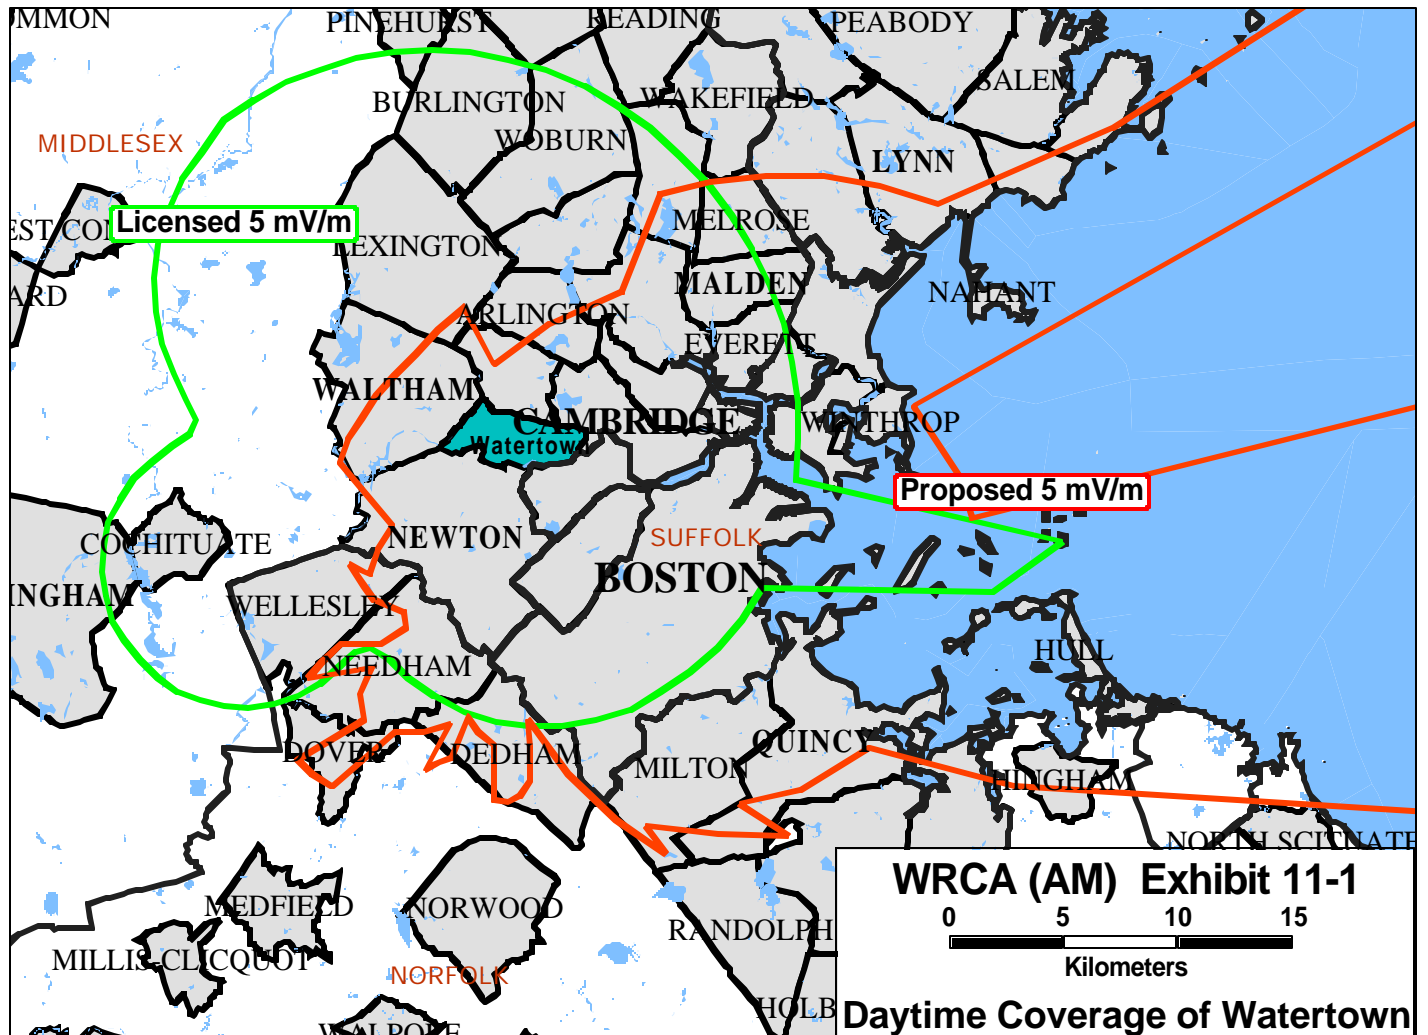 UMMON
PINEHURST
READING
PEABODY
SALEM
BURLINGTON
WAKEFIELD
WOBURN
MIDDLESEX
LYNN
EST CON
Licensed 5 mV/m
MELROSE
LEXINGTON
ARD
MALDEN
NAHANT
ARLINGTON
EVERETT
WALTHAM
CAMBRIDGE
WINTHROP
Watertown
Proposed 5 mV/m
NEWTON
SUFFOLK
COCHITUATE
BOSTON
INGHAM
WELLESLEY
HULL
NEEDHAM
DOVER
DEDHAM
QUINCY
MILTON
HINGHAM
NORTH SCITUATE
WRCA (AM) Exhibit 11-1
0 5 10 15
Kilometers
Daytime Coverage of Watertown
MEDFIELD
NORWOOD
RANDOLPH
MILLIS-CLICQUOT
NORFOLK
HOLB
WALPOLE